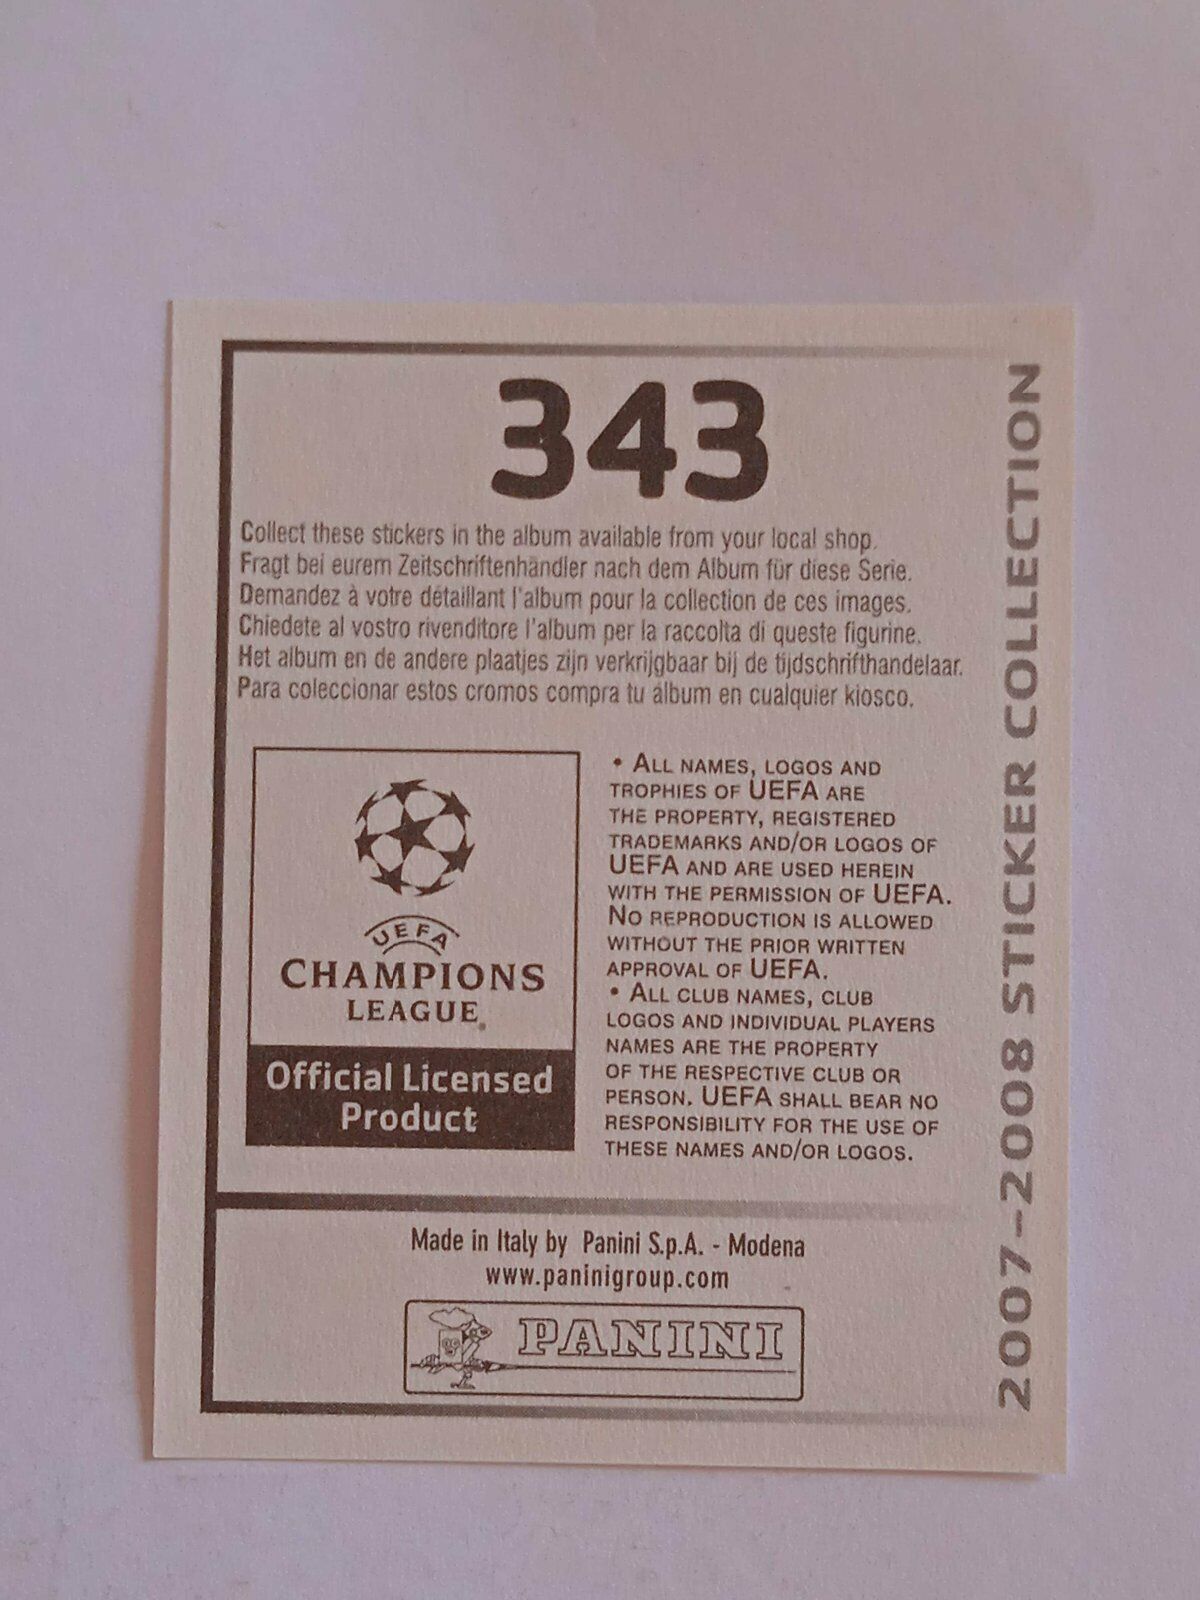 343
Collect these stickers in the album available from your local shop.
Fragt bei eurem Zeitschriftenhändler nach dem Album für diese Serie.
Demandez à votre détaillant l'album pour la collection de ces images.
Chiedete al vostro rivenditore l'album per la raccolta di queste figurine.
Het album en de andere plaatjes zijn verkrijgbaar bij de tijdschrifthandelaar.
Para coleccionar estos cromos compra tu álbum en cualquier kiosco.
UEFA
CHAMPIONS
LEAGUE
Official Licensed
Product
• ALL NAMES, LOGOS AND
TROPHIES OF UEFA ARE
THE PROPERTY, REGISTERED
TRADEMARKS AND/OR LOGOS OF
UEFA AND ARE USED HEREIN
WITH THE PERMISSION OF UEFA.
NO REPRODUCTION IS ALLOWED
WITHOUT THE PRIOR WRITTEN
APPROVAL OF UEFA.
• ALL CLUB NAMES, CLUB
LOGOS AND INDIVIDUAL PLAYERS
NAMES ARE THE PROPERTY
OF THE RESPECTIVE CLUB OR
PERSON. UEFA SHALL BEAR NO
RESPONSIBILITY FOR THE USE OF
THESE NAMES AND/OR LOGOS.
2007-2008 STICKER COLLECTION
Made in Italy by Panini S.p.A. - Modena
www.paninigroup.com
PANINI